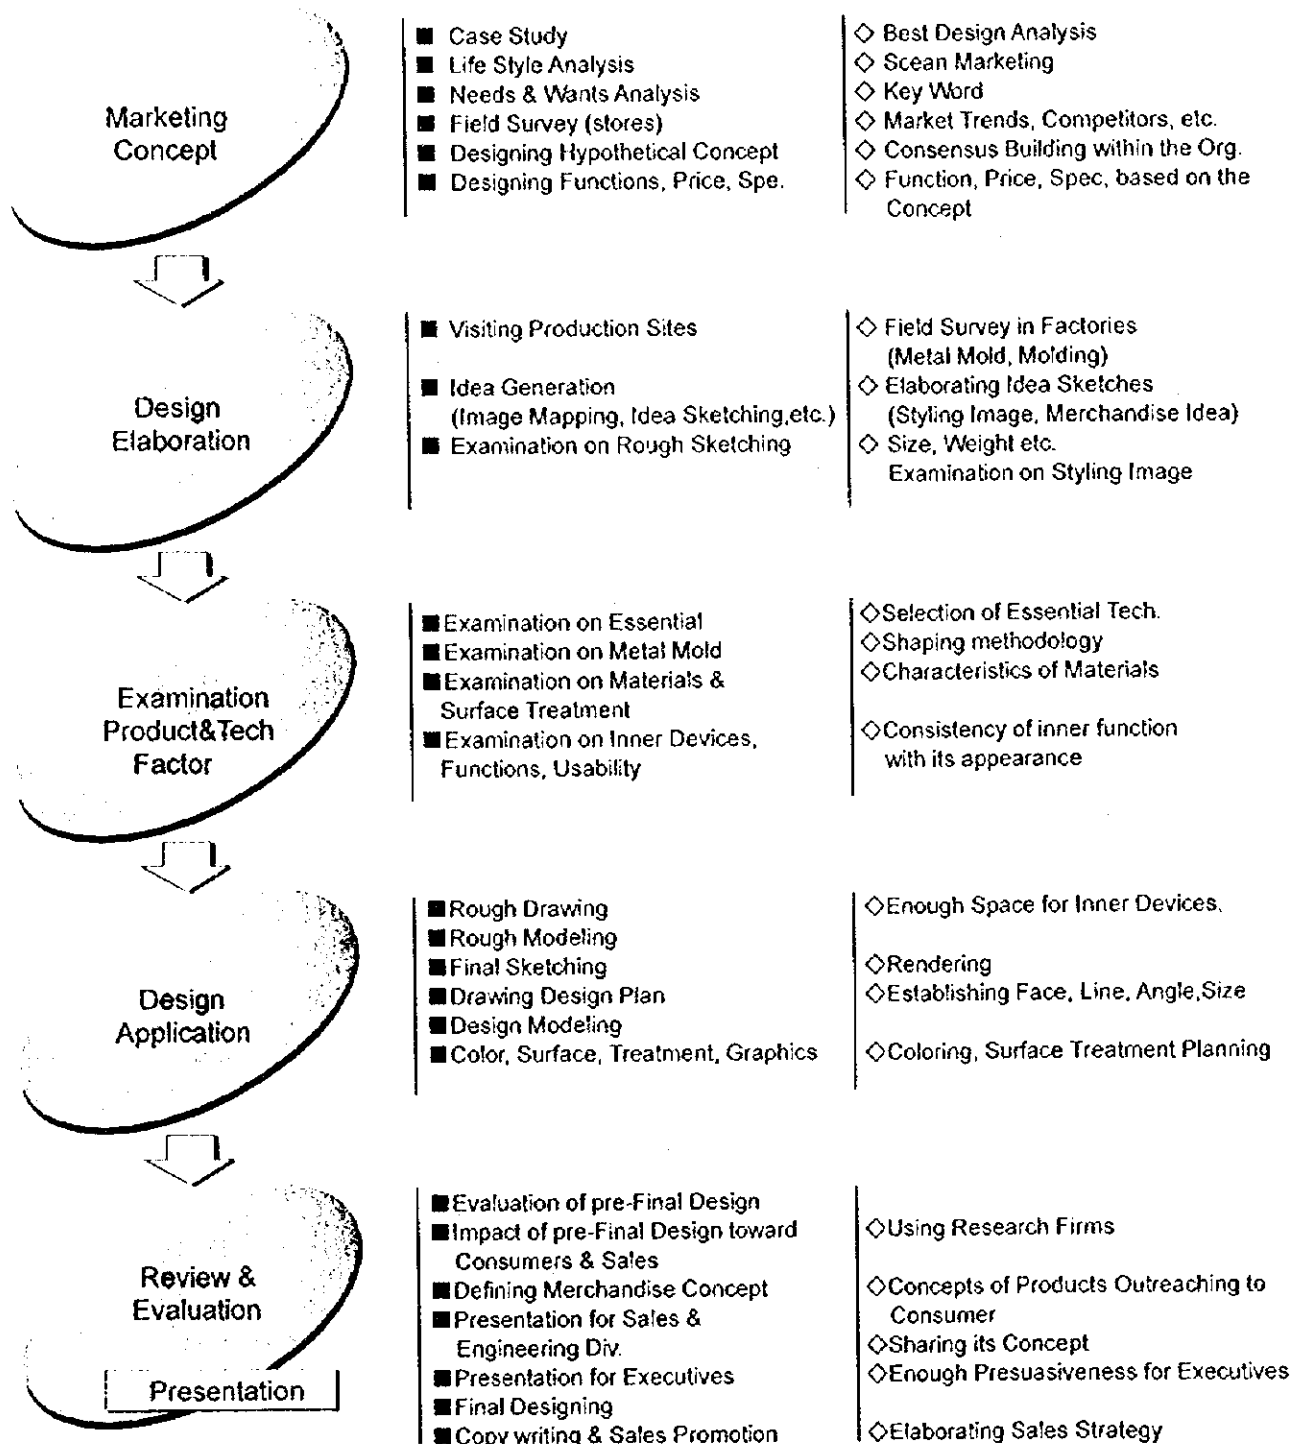 Marketing
Concept
■ Case Study
■ Life Style Analysis
■ Needs & Wants Analysis
■ Field Survey (stores)
■ Designing Hypothetical Concept
■ Designing Functions, Price, Spe.
◇ Best Design Analysis
◇ Scean Marketing
◇ Key Word
◇ Market Trends, Competitors, etc.
◇ Consensus Building within the Org.
◇ Function, Price, Spec, based on the
Concept
Design
Elaboration
■ Visiting Production Sites
■ Idea Generation
(Image Mapping, Idea Sketching,etc.)
■ Examination on Rough Sketching
◇ Field Survey in Factories
(Metal Mold, Molding)
◇ Elaborating Idea Sketches
(Styling Image, Merchandise Idea)
◇ Size, Weight etc.
Examination on Styling Image
Examination
Product&Tech
Factor
■Examination on Essential
■Examination on Metal Mold
■Examination on Materials &
Surface Treatment
■Examination on Inner Devices,
Functions, Usability
◇Selection of Essential Tech.
◇Shaping methodology
◇Characteristics of Materials
◇Consistency of inner function
with its appearance
Design
Application
■Rough Drawing
■Rough Modeling
■Final Sketching
■Drawing Design Plan
■Design Modeling
■Color, Surface, Treatment, Graphics
◇Enough Space for Inner Devices,
◇Rendering
◇Establishing Face, Line, Angle,Size
◇Coloring, Surface Treatment Planning
Review &
Evaluation
Presentation
■Evaluation of pre-Final Design
■Impact of pre-Final Design toward
Consumers & Sales
■Defining Merchandise Concept
■Presentation for Sales &
Engineering Div.
■Presentation for Executives
■Final Designing
■Copy writing & Sales Promotion
◇Using Research Firms
◇Concepts of Products Outreaching to
Consumer
◇Sharing its Concept
◇Enough Presuasiveness for Executives
◇Elaborating Sales Strategy